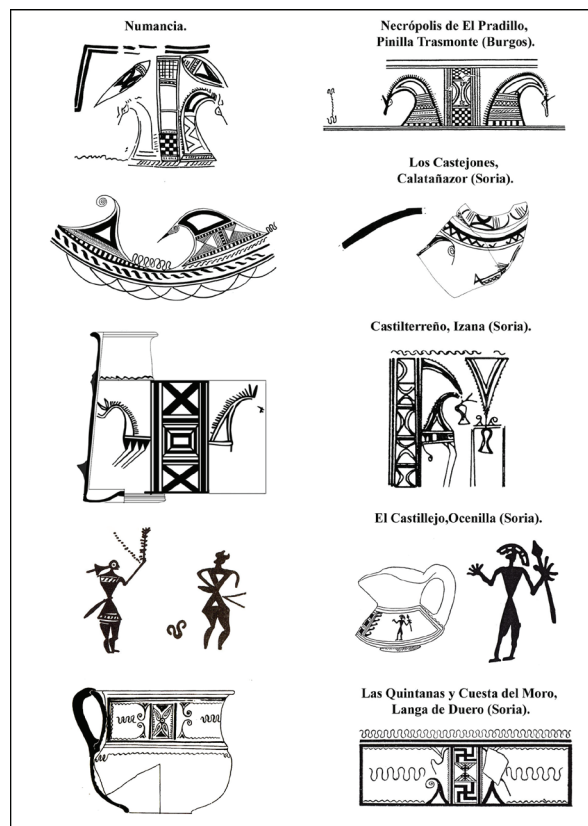 Numancia.
Necrópolis de El Pradillo,
Pinilla Trasmonte (Burgos).
Los Castejones,
Calatañazor (Soria).
Castilterreño, Izana (Soria).
El Castillejo,Ocenilla (Soria).
Las Quintanas y Cuesta del Moro,
Langa de Duero (Soria).